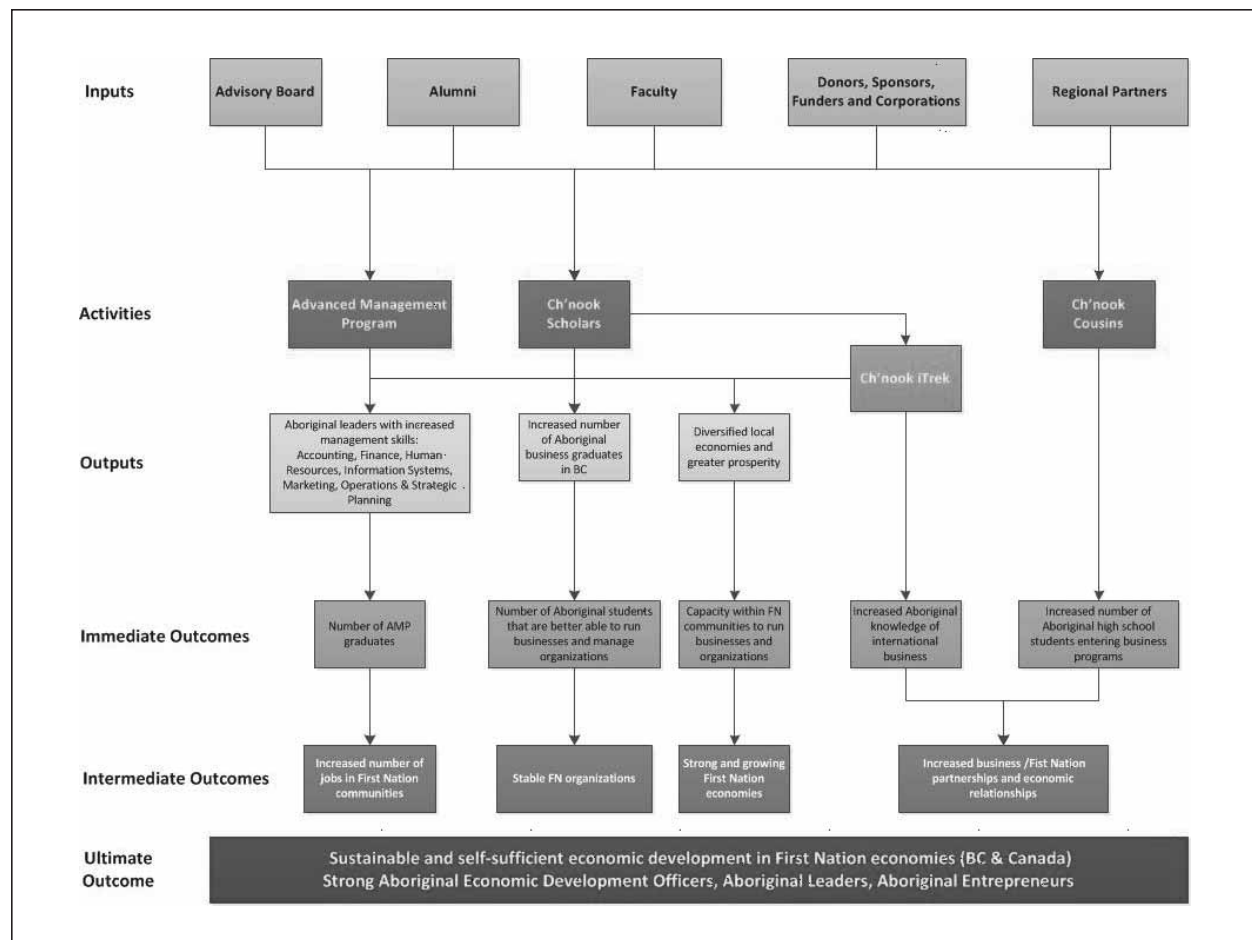 Inputs
Advisory Board
Alumni
Faculty
Donors, Sponsors,
Funders and Corporations
Regional Partners
Activities
Advanced Management
Program
Ch'nook
Scholars
Ch'nook
Cousins
Ch'nook iTrek
Outputs
Aboriginal leaders with increased
management skills:
Accounting, Finance, Human
Resources, Information Systems,
Marketing, Operations & Strategic
Planning
Increased number
of Aboriginal
business graduates
in BC
Diversified local
economies and
greater prosperity
Immediate Outcomes
Number of AMP
graduates
Number of Aboriginal students
that are better able to run
businesses and manage
organizations
Capacity within FN
communities to run
businesses and
organizations
Increased Aboriginal
knowledge of
international
business
Increased number of
Aboriginal high school
students entering business
programs
Intermediate Outcomes
Increased number of
jobs in First Nation
communities
Stable FN organizations
Strong and growing
First Nation
economies
Increased business /Fist Nation
partnerships and economic
relationships
Ultimate
Outcome
Sustainable and self-sufficient economic development in First Nation economies (BC & Canada)
Strong Aboriginal Economic Development Officers, Aboriginal Leaders, Aboriginal Entrepreneurs